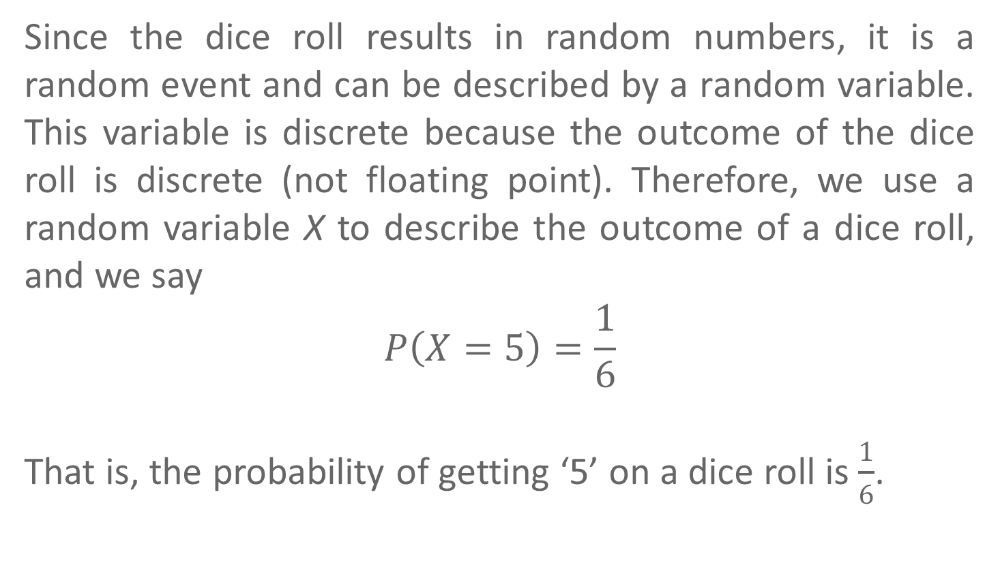 Since the dice roll results in random numbers, it is a
random event and can be described by a random variable.
This variable is discrete because the outcome of the dice
roll is discrete (not floating point). Therefore, we use a
random variable X to describe the outcome of a dice roll,
and we say
P(X = 5) = 1/6
That is, the probability of getting ‘5’ on a dice roll is 1/6.